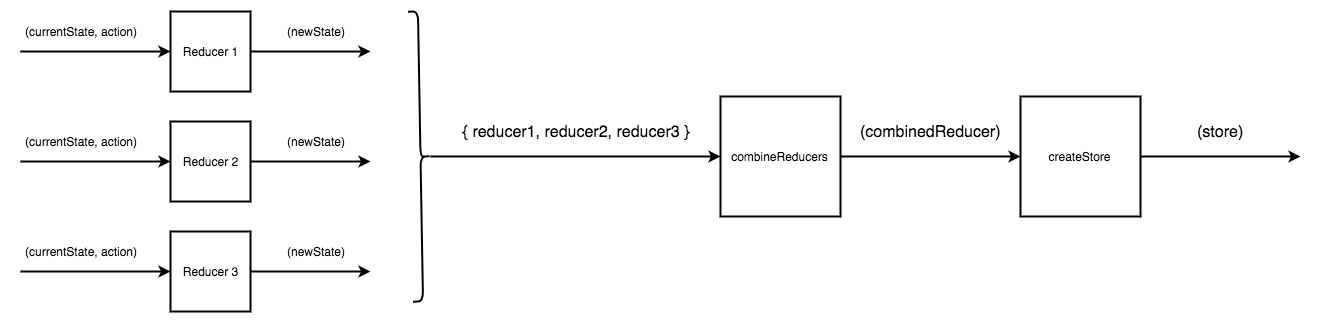 (currentState, action)
Reducer 1
(newState)
(currentState, action)
Reducer 2
(newState)
(currentState, action)
Reducer 3
(newState)
{ reducer1, reducer2, reducer3 }
combineReducers
(combinedReducer)
createStore
(store)